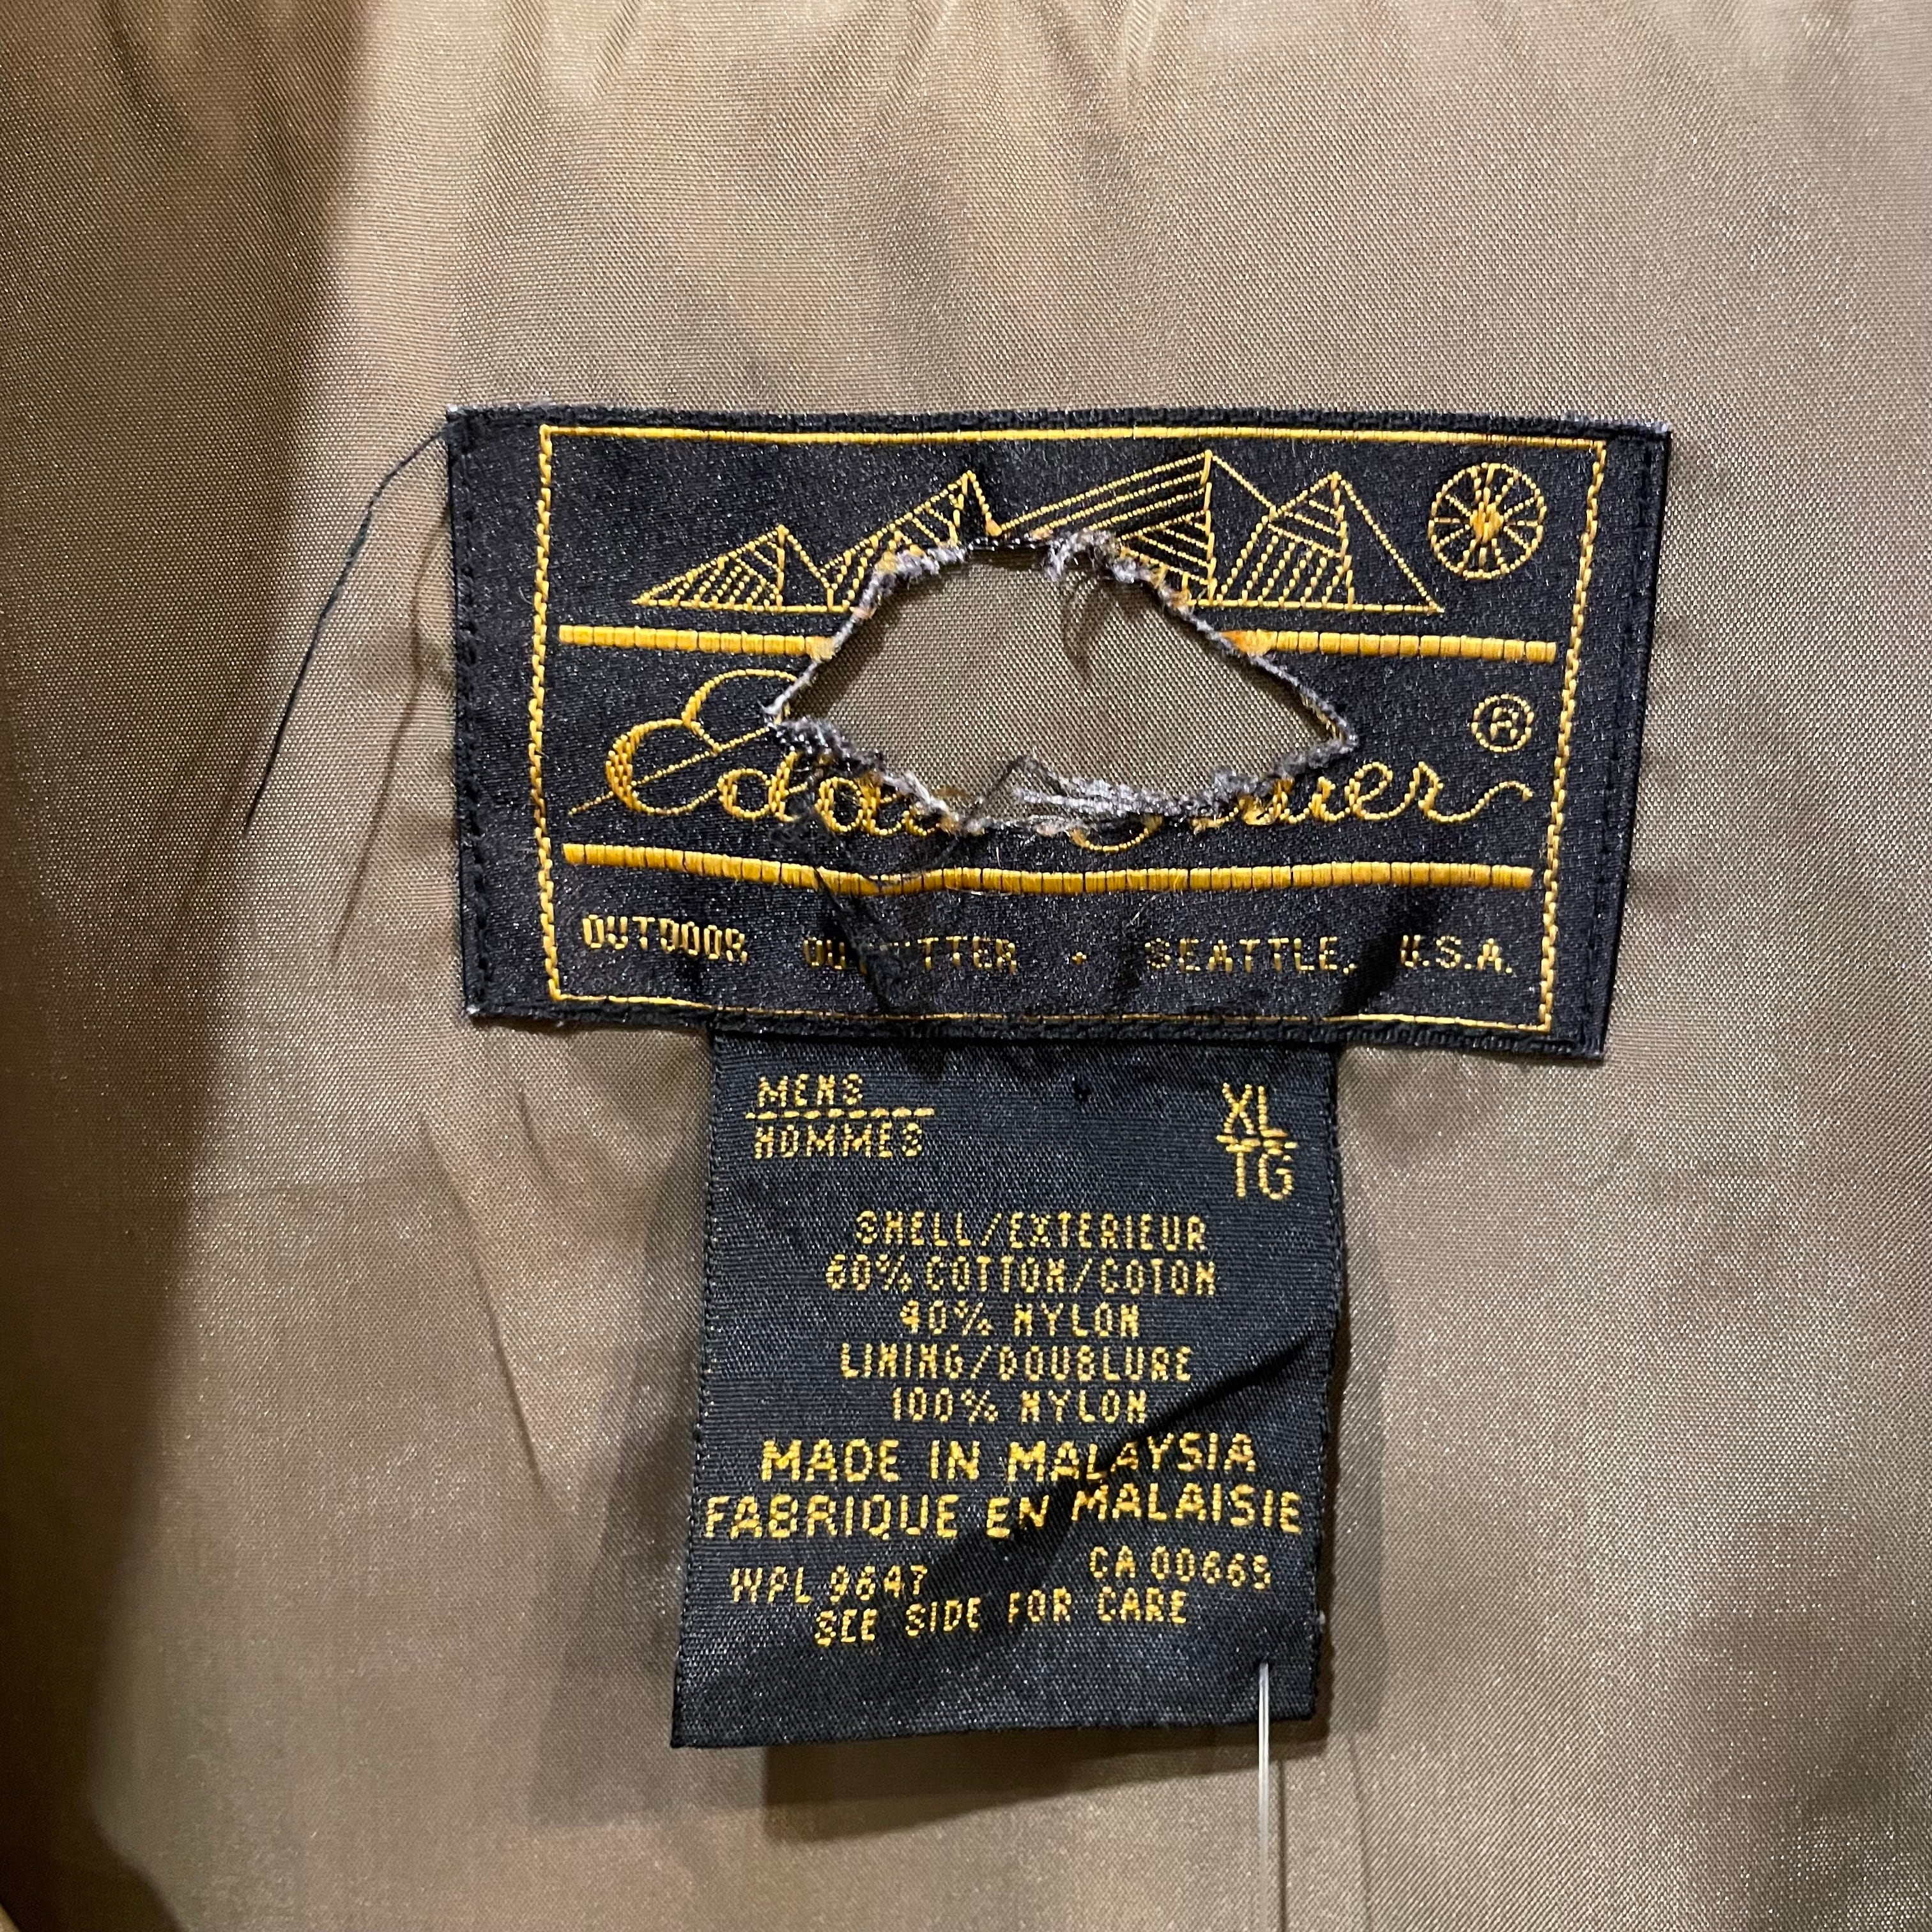 ®
OUTDOOR OUTFITTER • SEATTLE, U.S.A.
MENS
HOMMES
XL
TG
SHELL/EXTERIEUR
60% COTTON/COTON
40% NYLON
LINING/DOUBLURE
100% NYLON
MADE IN MALAYSIA
FABRIQUE EN MALAISIE
WPL 9647 CA 00665
SEE SIDE FOR CARE